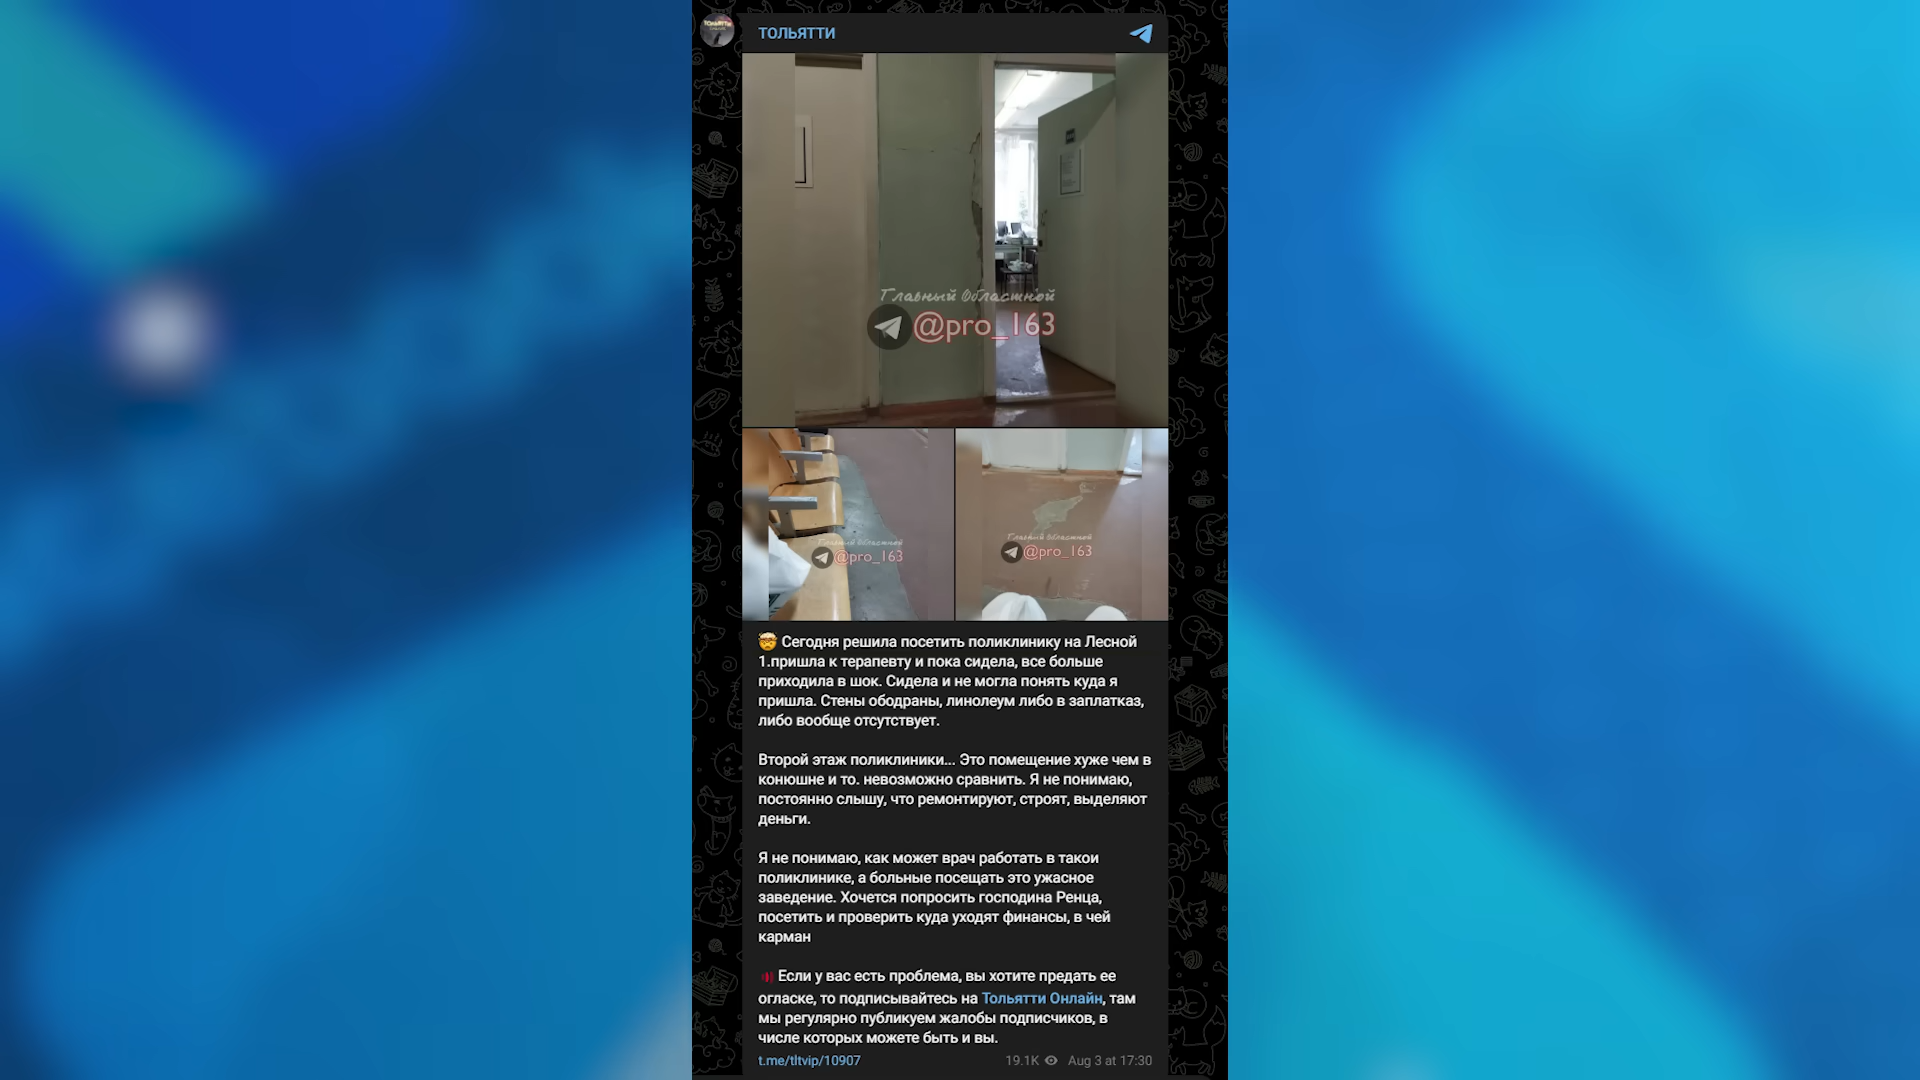 ТОЛЬЯТТИ
Главный Областной
@pro_163
Главный Областной
@pro_163
Главный Областной
@pro_163
🤯 Сегодня решила посетить поликлинику на Лесной
1.пришла к терапевту и пока сидела, все больше
приходила в шок. Сидела и не могла понять куда я
пришла. Стены ободраны, линолеум либо в заплатказ,
либо вообще отсутствует.
Второй этаж поликлиники... Это помещение хуже чем в
конюшне и то. невозможно сравнить. Я не понимаю,
постоянно слышу, что ремонтируют, строят, выделяют
деньги.
Я не понимаю, как может врач работать в такои
поликлинике, а больные посещать это ужасное
заведение. Хочется попросить господина Ренца,
посетить и проверить куда уходят финансы, в чей
карман
Если у вас есть проблема, вы хотите предать ее
огласке, то подписывайтесь на Тольятти Онлайн, там
мы регулярно публикуем жалобы подписчиков, в
числе которых можете быть и вы.
t.me/tltvip/10907 19.1K Aug 3 at 17:30